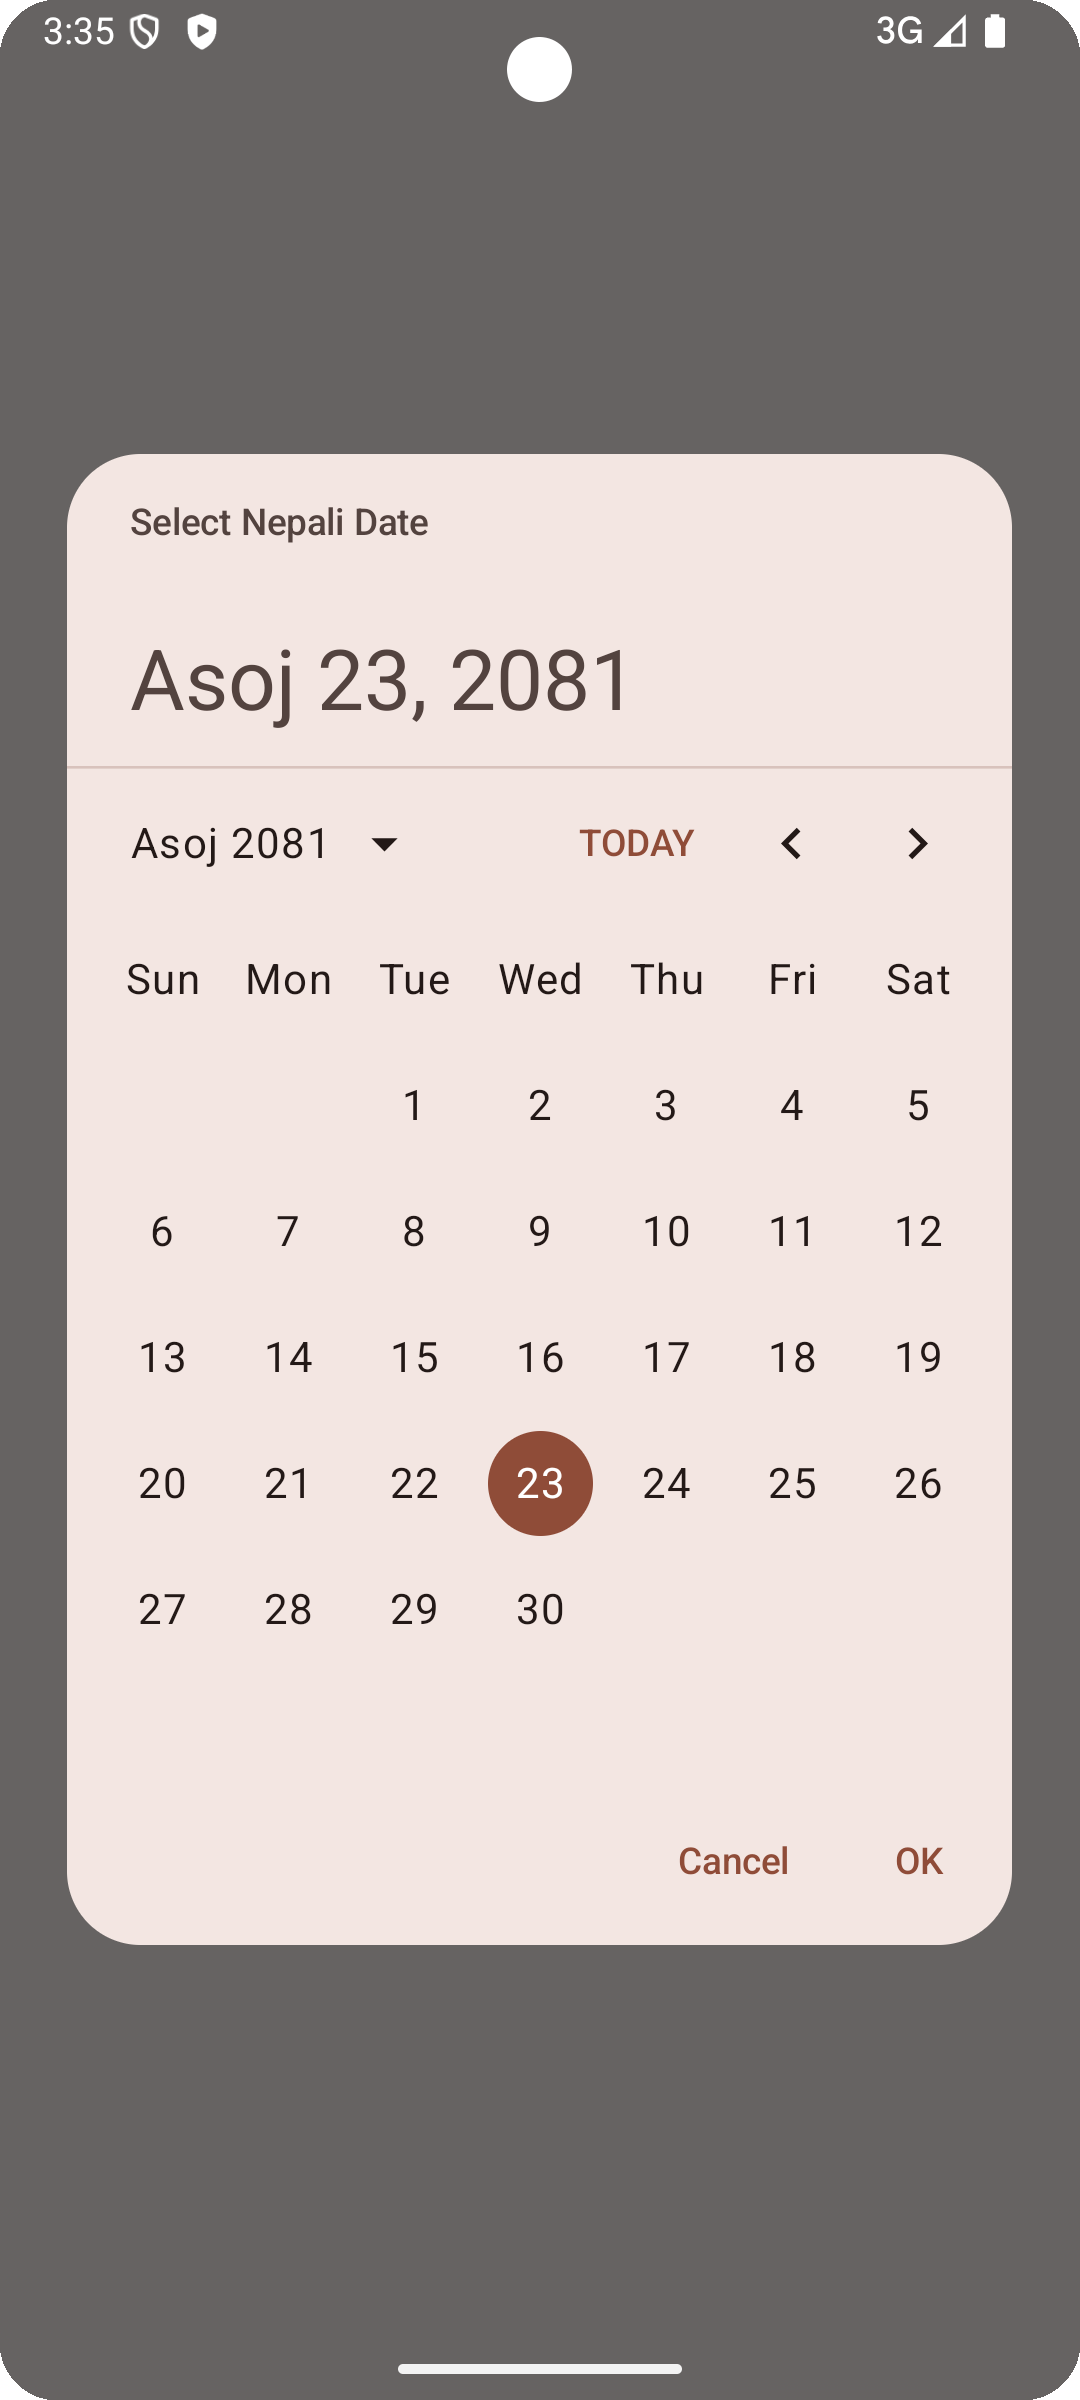 3:35 3G
Select Nepali Date
Asoj 23, 2081
Asoj 2081 TODAY
Sun Mon Tue Wed Thu Fri Sat
1 2 3 4 5
6 7 8 9 10 11 12
13 14 15 16 17 18 19
20 21 22 23 24 25 26
27 28 29 30
Cancel OK